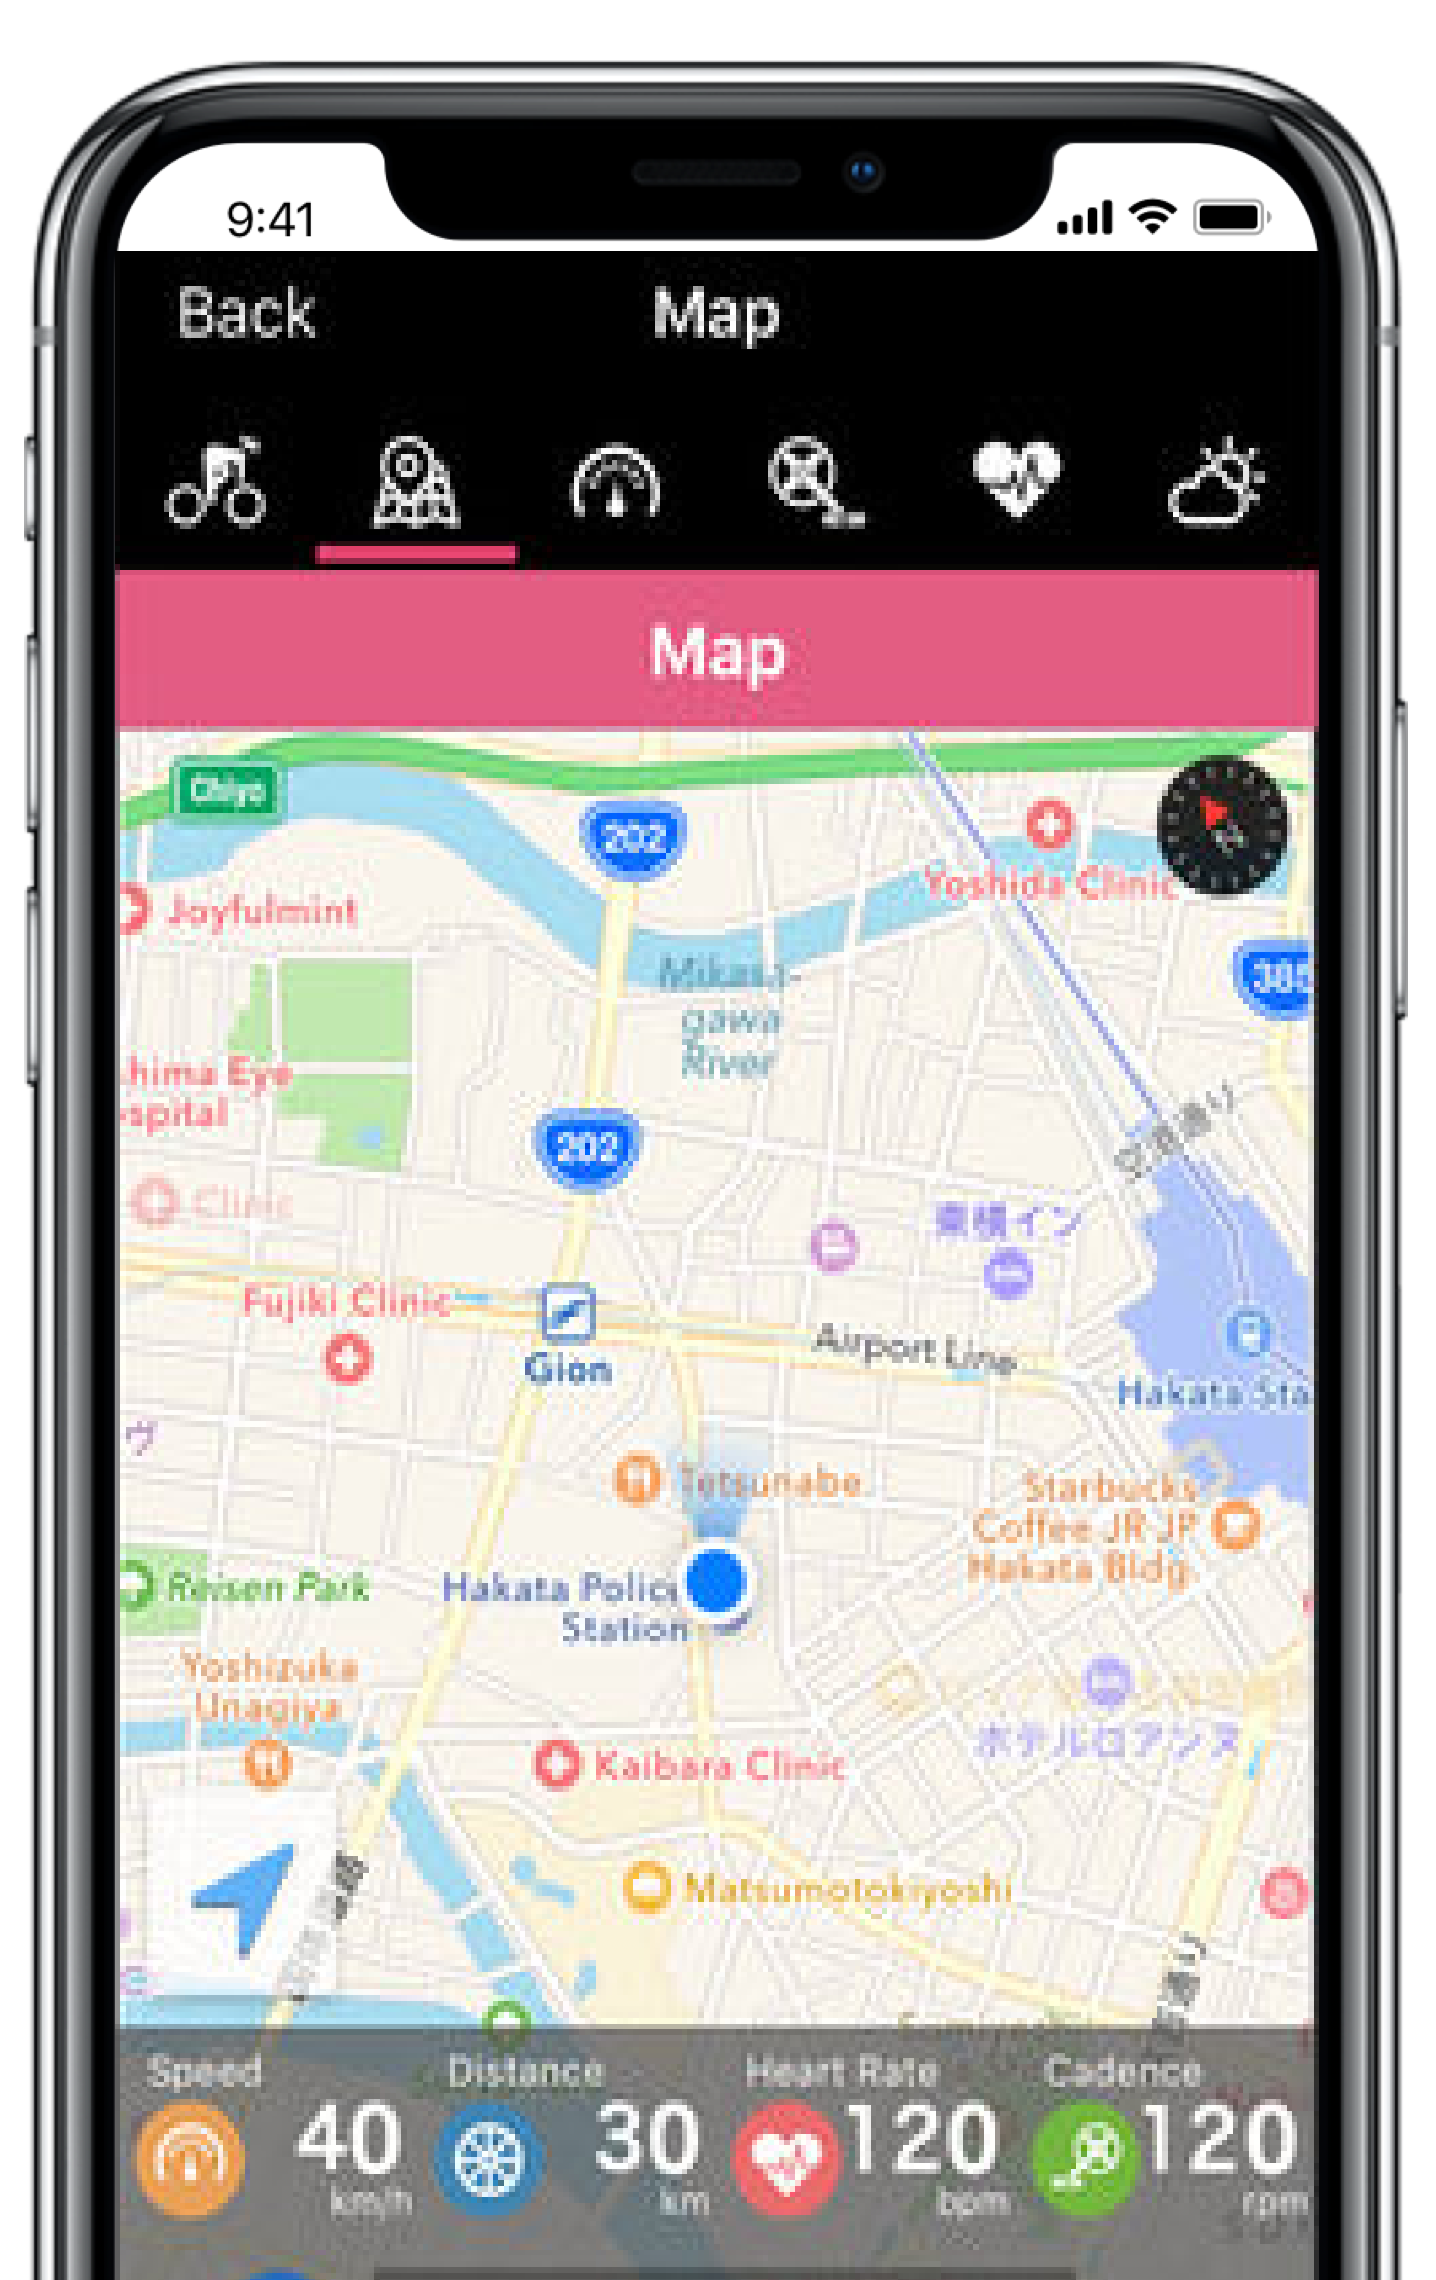 9:41
Back
Map
Map
Chiyo
202
Yoshida Clinic
Joyfulmint
385
Mikasa-
gawa
River
hima Eye
spital
202
Clinic
東横イン
Fujiki Clinic
Gion
Airport Line
Hakata Sta
ヴ
Tetsunabe
Starbucks
Coffee JR JP
Hakata Bldg.
Reisen Park
Hakata Polic
Station
Yoshizuka
Unagiya
ホテルロアンヌ
Kaibara Clinic
Matsumotokiyoshi
Speed
Distance
Heart Rate
Cadence
40
30
120
120
km/h
km
bpm
rpm